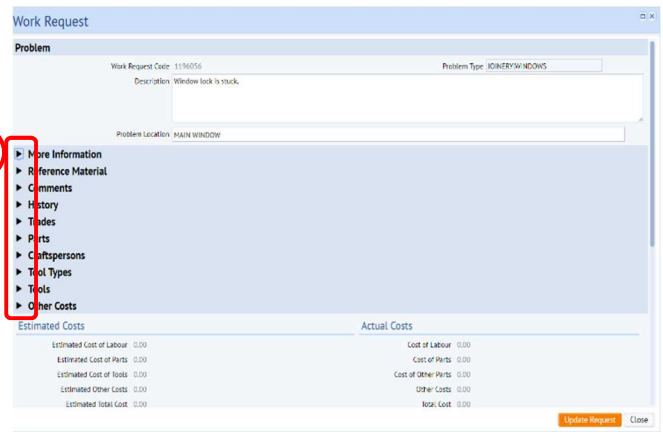 Work Request
Problem
Work Request Code 1196056 Problem Type JOINERY\WINDOWS
Description Window lock is stuck.
Problem Location MAIN WINDOW
More Information
Reference Material
Comments
History
Trades
Parts
Craftspersons
Tool Types
Tools
Other Costs
Estimated Costs Actual Costs
Estimated Cost of Labour 0.00 Cost of Labour 0.00
Estimated Cost of Parts 0.00 Cost of Parts 0.00
Estimated Cost of Tools 0.00 Cost of Other Parts 0.00
Estimated Other Costs 0.00 Other Costs 0.00
Estimated Total Cost 0.00 Total Cost 0.00
Update Request Close